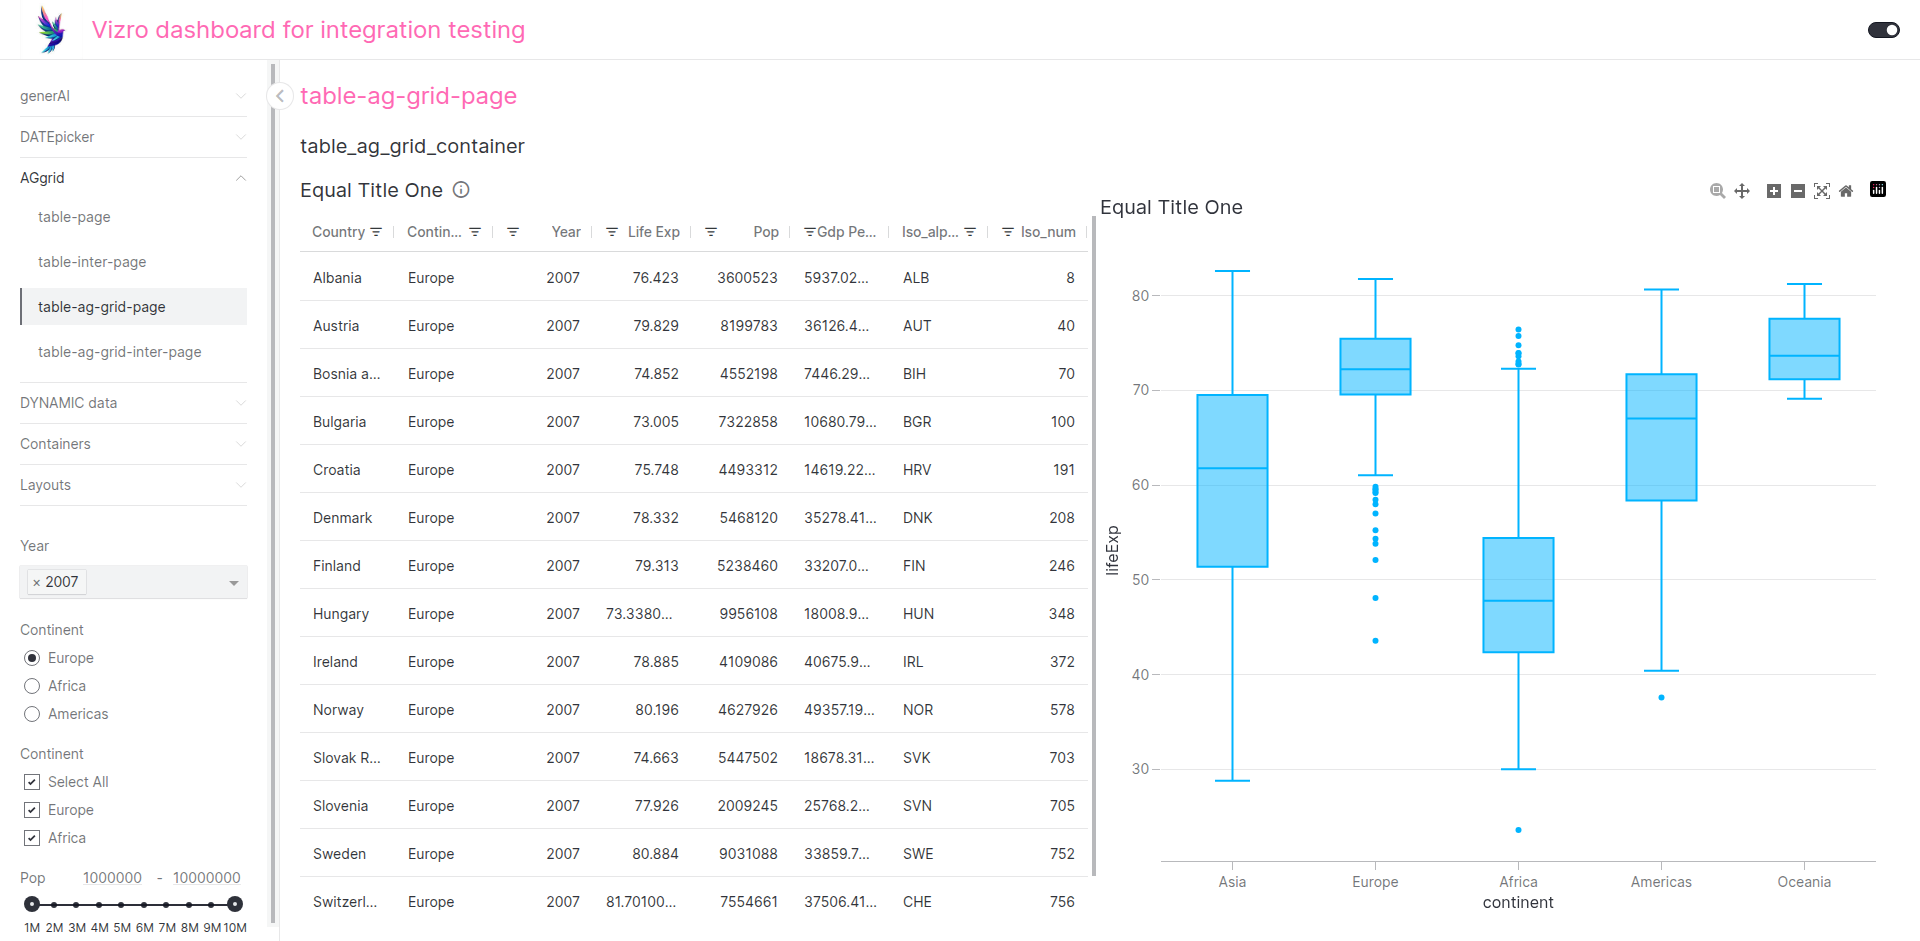 Vizro dashboard for integration testing
generAI
DATEpicker
AGgrid
table-page
table-inter-page
table-ag-grid-page
table-ag-grid-inter-page
DYNAMIC data
Containers
Layouts
Year
× 2007
Continent
Europe
Africa
Americas
Continent
Select All
Europe
Africa
Pop 1000000 - 10000000
1M 2M 3M 4M 5M 6M 7M 8M 9M 10M
table-ag-grid-page
table_ag_grid_container
Equal Title One
Country Contin... Year Life Exp Pop Gdp Pe... Iso_alp... Iso_num
Albania Europe 2007 76.423 3600523 5937.02... ALB 8
Austria Europe 2007 79.829 8199783 36126.4... AUT 40
Bosnia a... Europe 2007 74.852 4552198 7446.29... BIH 70
Bulgaria Europe 2007 73.005 7322858 10680.79... BGR 100
Croatia Europe 2007 75.748 4493312 14619.22... HRV 191
Denmark Europe 2007 78.332 5468120 35278.41... DNK 208
Finland Europe 2007 79.313 5238460 33207.0... FIN 246
Hungary Europe 2007 73.3380... 9956108 18008.9... HUN 348
Ireland Europe 2007 78.885 4109086 40675.9... IRL 372
Norway Europe 2007 80.196 4627926 49357.19... NOR 578
Slovak R... Europe 2007 74.663 5447502 18678.31... SVK 703
Slovenia Europe 2007 77.926 2009245 25768.2... SVN 705
Sweden Europe 2007 80.884 9031088 33859.7... SWE 752
Switzerl... Europe 2007 81.70100... 7554661 37506.41... CHE 756
Equal Title One
80
70
60
50
40
30
lifeExp
Asia Europe Africa Americas Oceania
continent